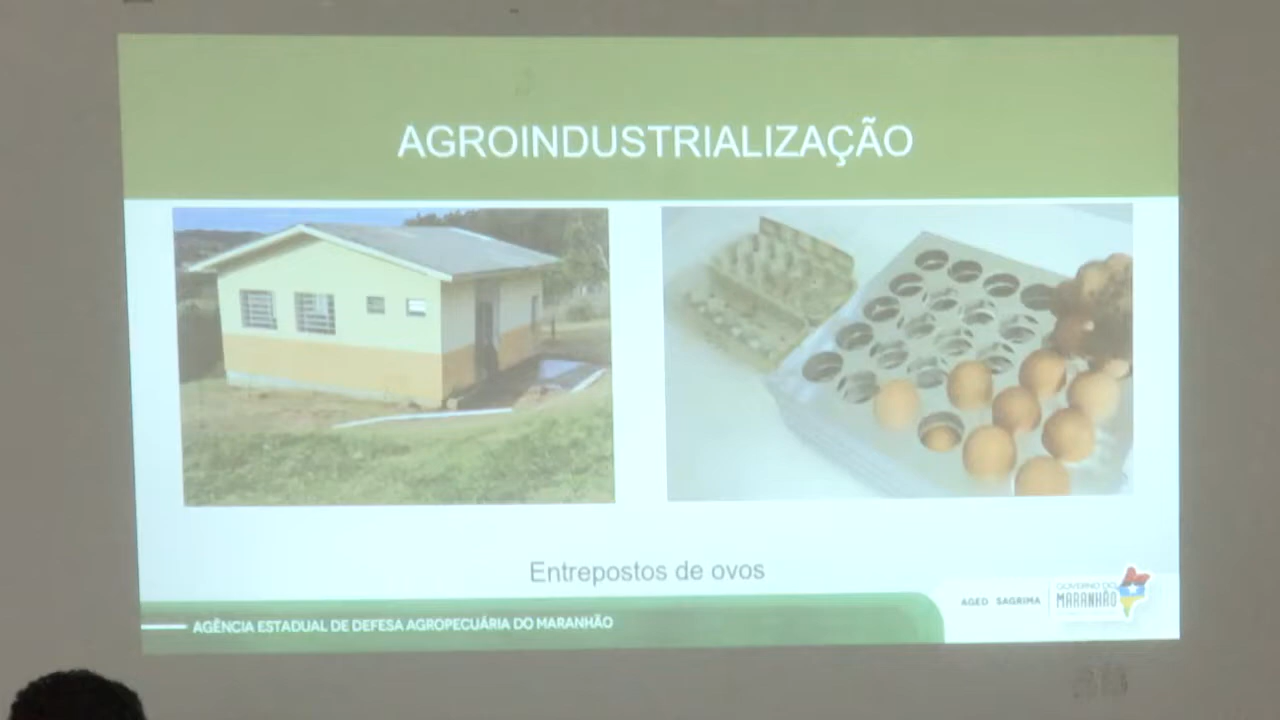 AGROINDUSTRIALIZAÇÃO
Entrepostos de ovos
AGÊNCIA ESTADUAL DE DEFESA AGROPECUÁRIA DO MARANHÃO
AGED SAGRIMA
GOVERNO DO
MARANHÃO